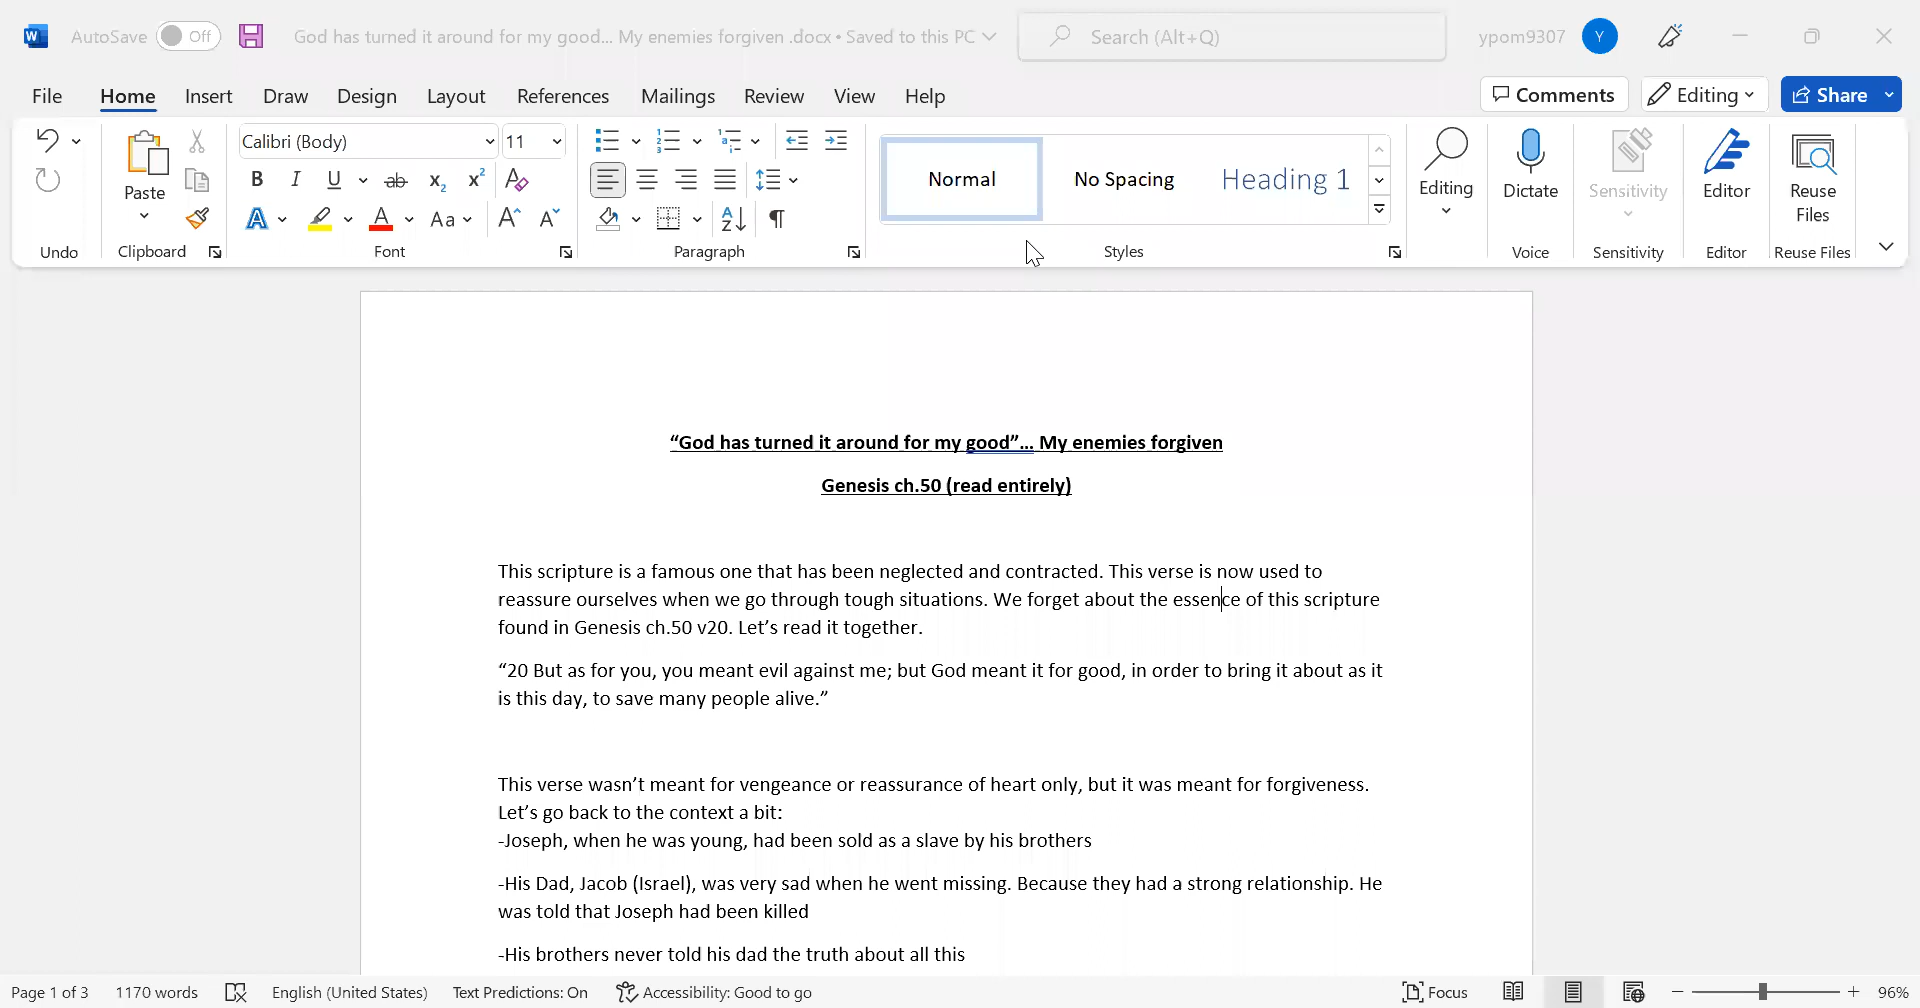 AutoSave Off God has turned it around for my good... My enemies forgiven .docx • Saved to this PC Search (Alt+Q) ypom9307 Y
File Home Insert Draw Design Layout References Mailings Review View Help Comments Editing Share
Calibri (Body) 11
Paste
B I U ab x₂ x² A
A A Aa A A
Normal No Spacing Heading 1
Editing Dictate Sensitivity Editor Reuse Files
Undo Clipboard Font Paragraph Styles Voice Sensitivity Editor Reuse Files
“God has turned it around for my good”... My enemies forgiven
Genesis ch.50 (read entirely)
This scripture is a famous one that has been neglected and contracted. This verse is now used to
reassure ourselves when we go through tough situations. We forget about the essence of this scripture
found in Genesis ch.50 v20. Let’s read it together.
“20 But as for you, you meant evil against me; but God meant it for good, in order to bring it about as it
is this day, to save many people alive.”
This verse wasn’t meant for vengeance or reassurance of heart only, but it was meant for forgiveness.
Let’s go back to the context a bit:
-Joseph, when he was young, had been sold as a slave by his brothers
-His Dad, Jacob (Israel), was very sad when he went missing. Because they had a strong relationship. He
was told that Joseph had been killed
-His brothers never told his dad the truth about all this
Page 1 of 3 1170 words English (United States) Text Predictions: On Accessibility: Good to go Focus 96%